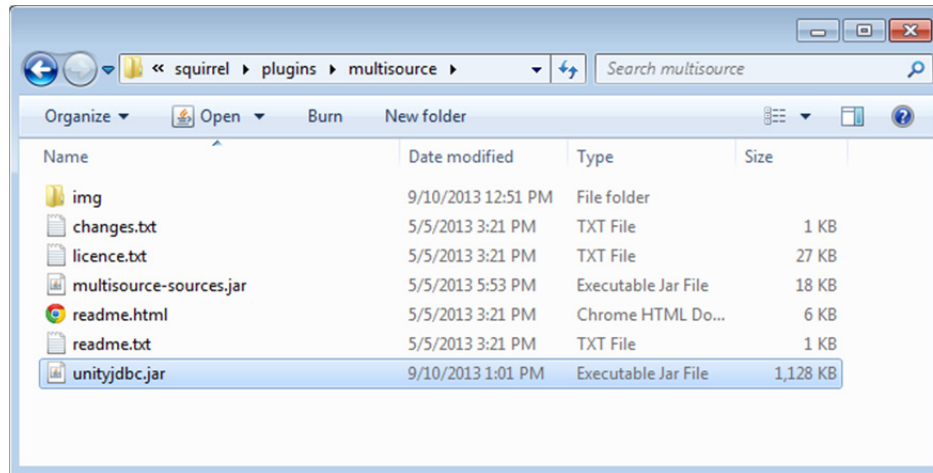 « squirrel ▸ plugins ▸ multisource ▸ Search multisource
Organize ▾ Open ▾ Burn New folder
Name Date modified Type Size
img 9/10/2013 12:51 PM File folder
changes.txt 5/5/2013 3:21 PM TXT File 1 KB
licence.txt 5/5/2013 3:21 PM TXT File 27 KB
multisource-sources.jar 5/5/2013 5:53 PM Executable Jar File 18 KB
readme.html 5/5/2013 3:21 PM Chrome HTML Do... 6 KB
readme.txt 5/5/2013 3:21 PM TXT File 1 KB
unityjdbc.jar 9/10/2013 1:01 PM Executable Jar File 1,128 KB